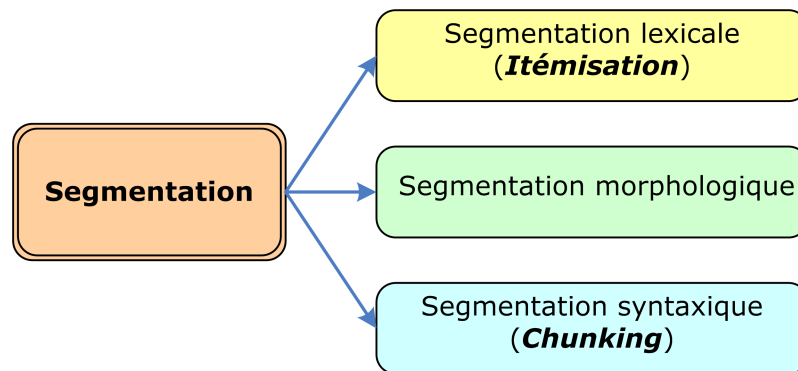 Segmentation lexicale
(Itémisation)
Segmentation
Segmentation morphologique
Segmentation syntaxique
(Chunking)